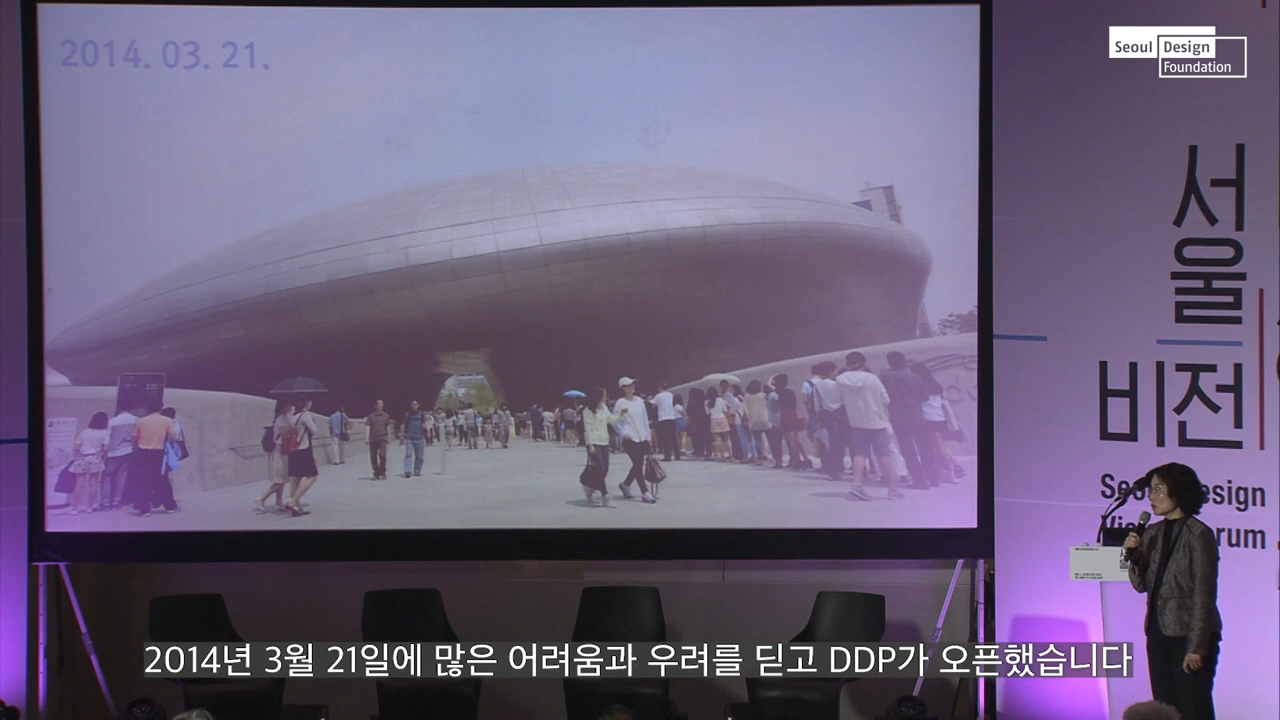 2014. 03. 21.
Seoul Design
Foundation
서울
비전
Seoul Design
Vision Forum
2014년 3월 21일에 많은 어려움과 우려를 딛고 DDP가 오픈했습니다